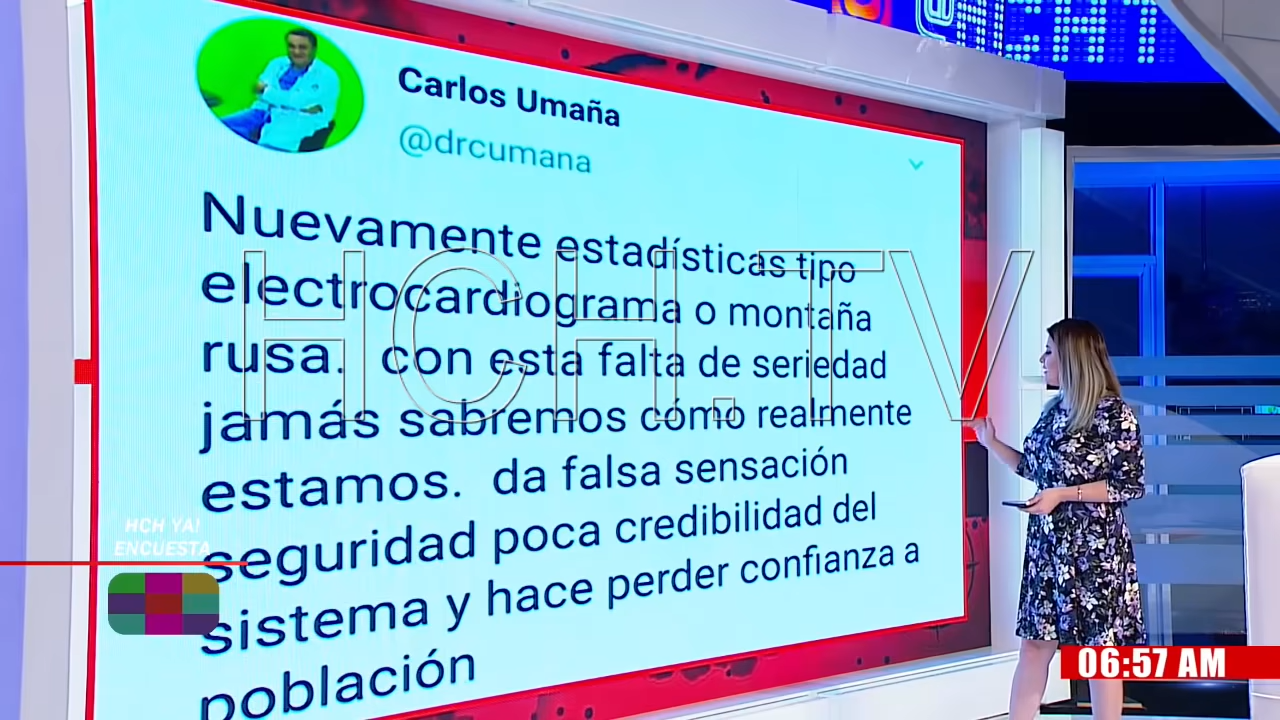 Carlos Umaña
@drcumana
Nuevamente estadísticas tipo
electrocardiograma o montaña
rusa. con esta falta de seriedad
jamás sabremos cómo realmente
estamos. da falsa sensación
seguridad poca credibilidad del
sistema y hace perder confianza a
población
HCH.TV
HCH YA!
ENCUESTA
06:57 AM